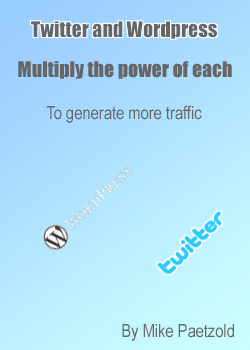 Twitter and Wordpress
Multiply the power of each
To generate more traffic
WORDPRESS
twitter
By Mike Paetzold